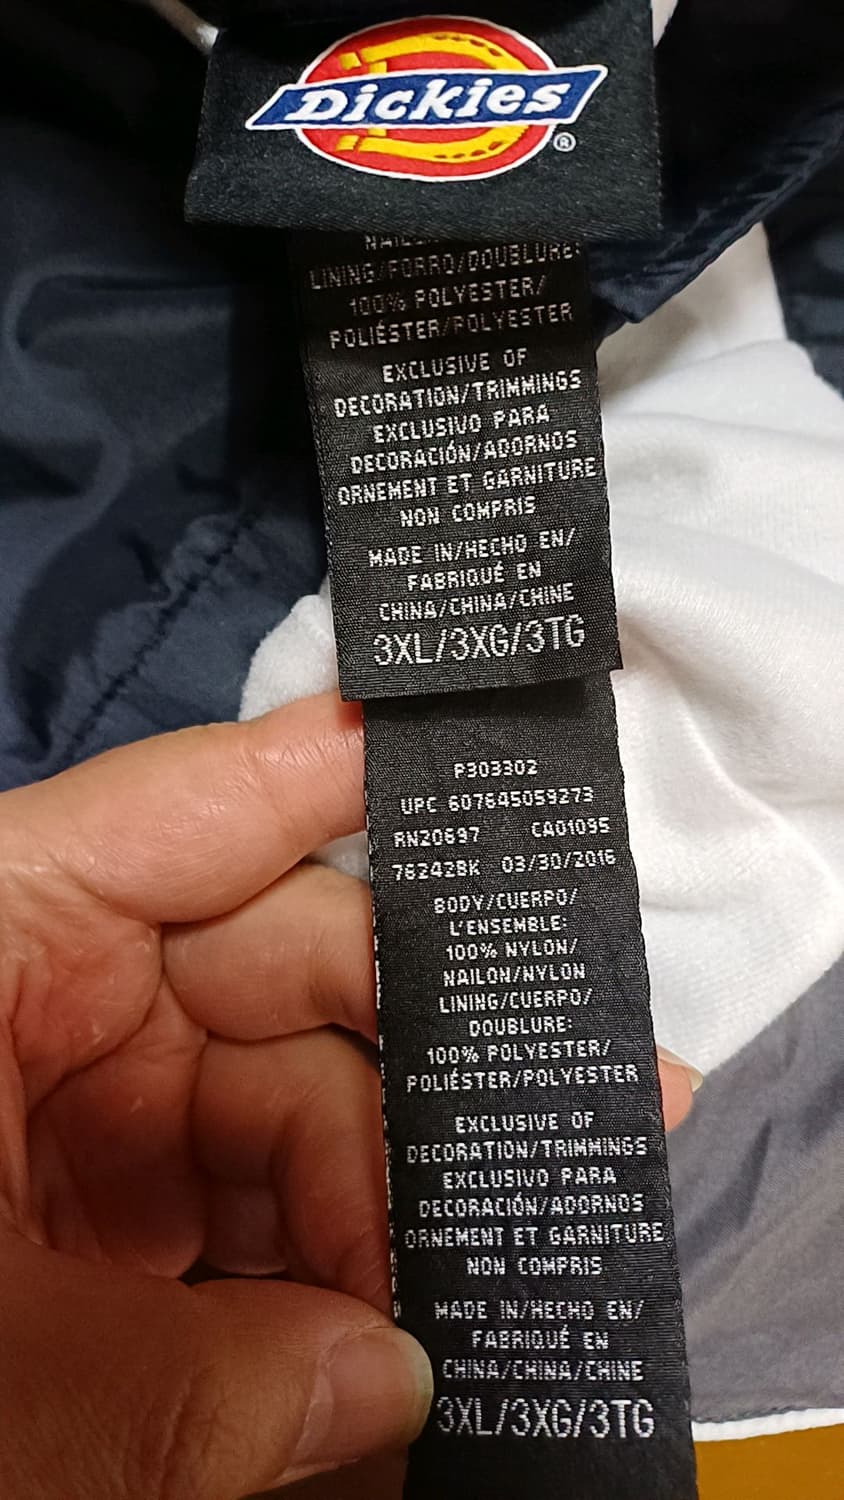 Dickies
®
LINING/FORRO/DOUBLURE:
100% POLYESTER/
POLIÉSTER/POLYESTER
EXCLUSIVE OF
DECORATION/TRIMMINGS
EXCLUSIVO PARA
DECORACIÓN/ADORNOS
ORNEMENT ET GARNITURE
NON COMPRIS
MADE IN/HECHO EN/
FABRIQUÉ EN
CHINA/CHINA/CHINE
3XL/3XG/3TG
P303302
UPC 607645059273
RN20697 CA01095
76242BK 03/30/2016
BODY/CUERPO/
L'ENSEMBLE:
100% NYLON/
NAILON/NYLON
LINING/CUERPO/
DOUBLURE:
100% POLYESTER/
POLIÉSTER/POLYESTER
EXCLUSIVE OF
DECORATION/TRIMMINGS
EXCLUSIVO PARA
DECORACIÓN/ADORNOS
ORNEMENT ET GARNITURE
NON COMPRIS
MADE IN/HECHO EN/
FABRIQUÉ EN
CHINA/CHINA/CHINE
3XL/3XG/3TG